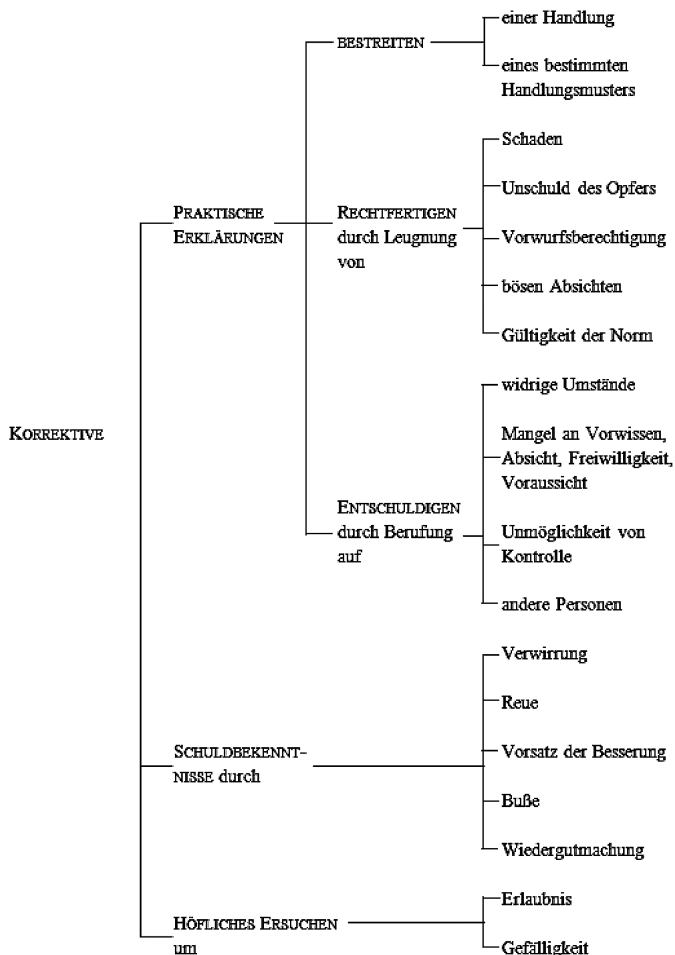 KORREKTIVE
PRAKTISCHE
ERKLÄRUNGEN
BESTREITEN
einer Handlung
eines bestimmten
Handlungsmusters
RECHTFERTIGEN
durch Leugnung
von
Schaden
Unschuld des Opfers
Vorwurfsberechtigung
bösen Absichten
Gültigkeit der Norm
ENTSCHULDIGEN
durch Berufung
auf
widrige Umstände
Mangel an Vorwissen,
Absicht, Freiwilligkeit,
Voraussicht
Unmöglichkeit von
Kontrolle
andere Personen
SCHULDBEKENNT-
NISSE durch
Verwirrung
Reue
Vorsatz der Besserung
Buße
Wiedergutmachung
HÖFLICHES ERSUCHEN
um
Erlaubnis
Gefälligkeit